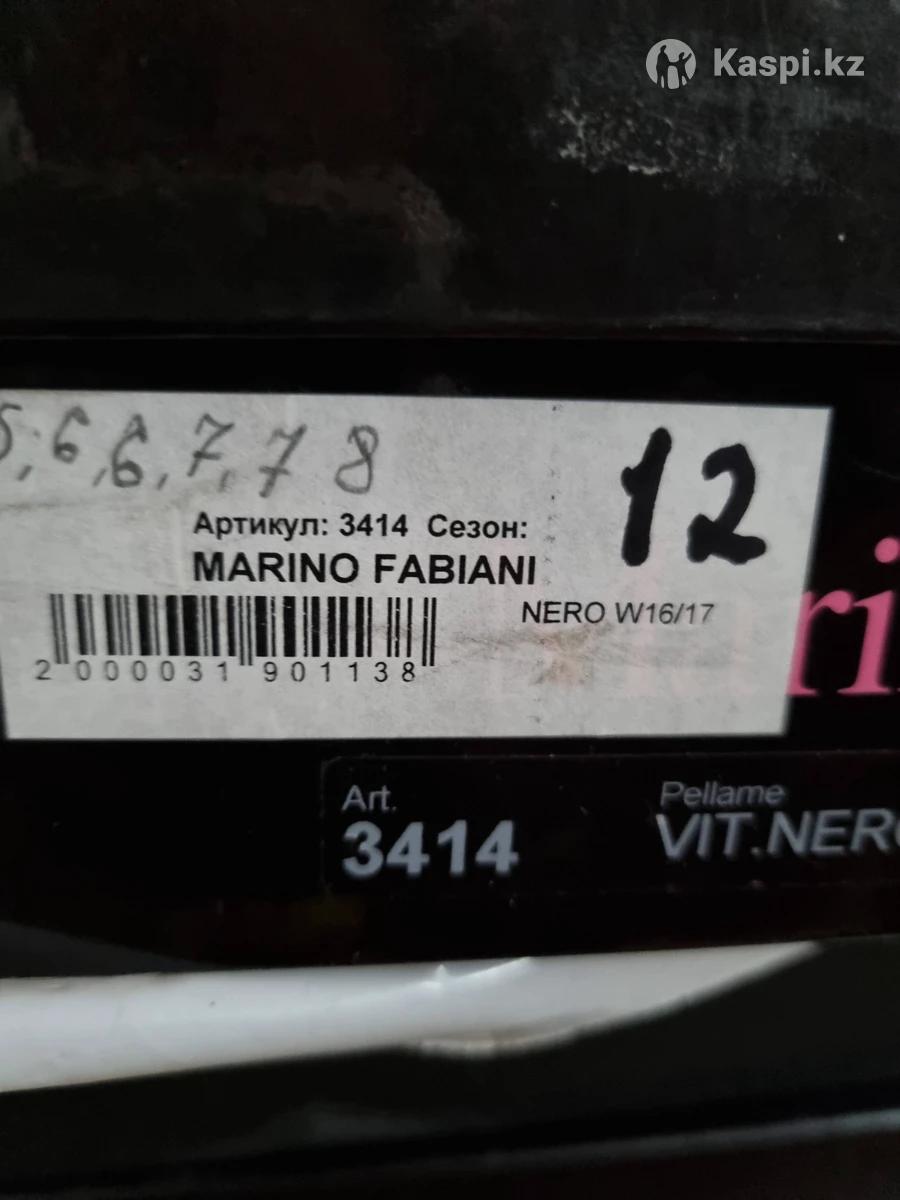 Kaspi.kz
5, 6, 6, 7, 7 8
12
Артикул: 3414 Сезон:
MARINO FABIANI
NERO W16/17
2 000031 901138
Art.
3414
Pellame
VIT.NERO